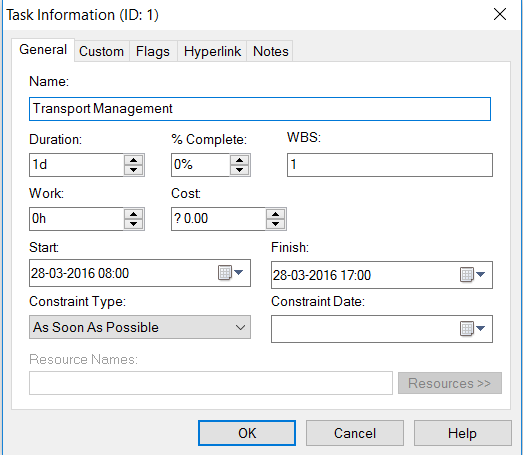 Task Information (ID: 1)
General Custom Flags Hyperlink Notes
Name:
Transport Management
Duration: % Complete: WBS:
1d 0% 1
Work: Cost:
0h ? 0.00
Start: Finish:
28-03-2016 08:00 28-03-2016 17:00
Constraint Type: Constraint Date:
As Soon As Possible
Resource Names:
Resources >>
OK Cancel Help